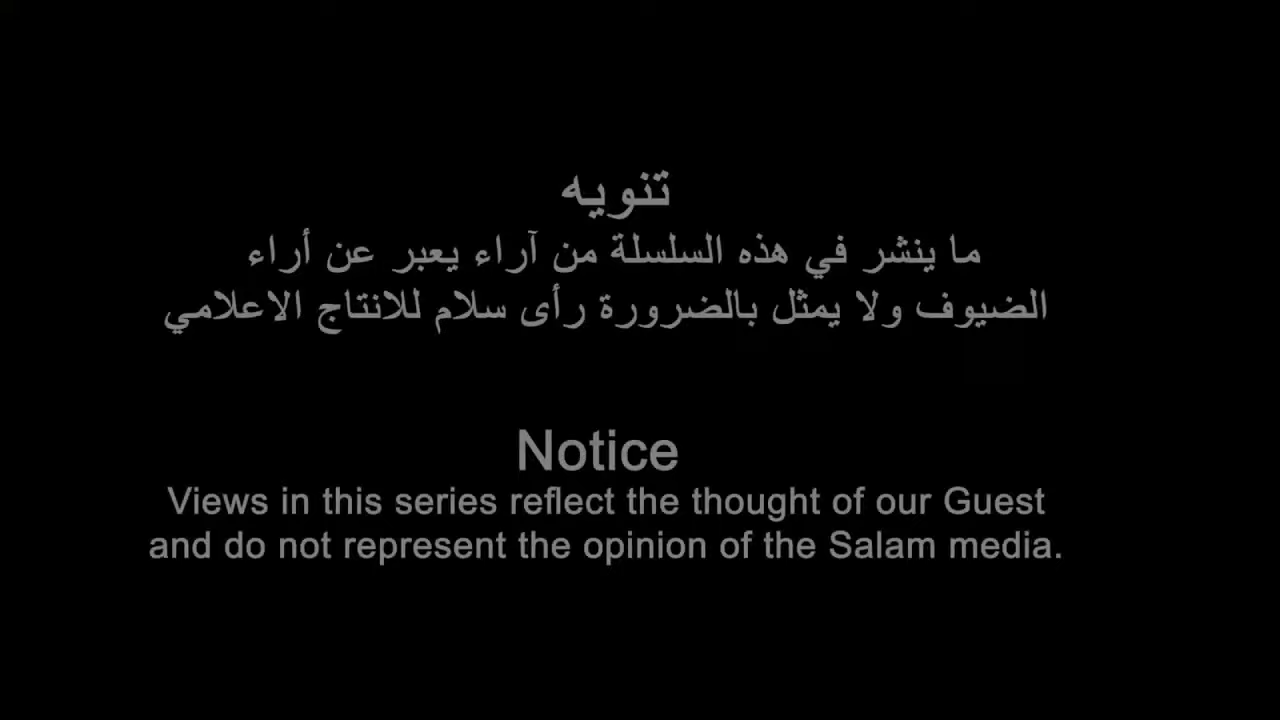 تنويه
ما ينشر في هذه السلسلة من آراء يعبر عن أراء
الضيوف ولا يمثل بالضرورة رأى سلام للانتاج الاعلامي
Notice
Views in this series reflect the thought of our Guest
and do not represent the opinion of the Salam media.